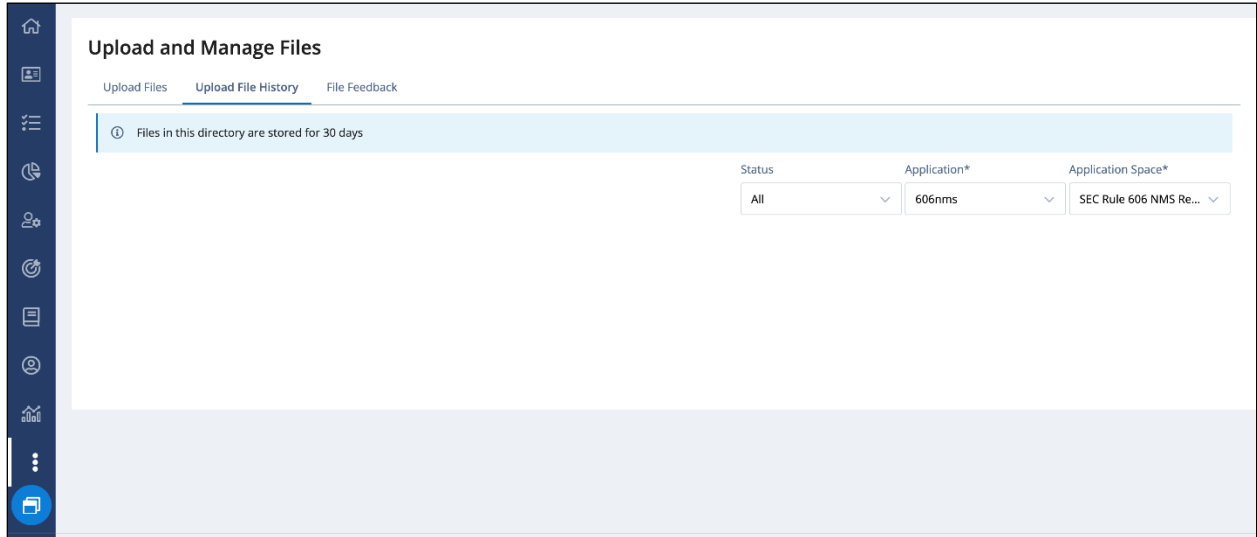 Upload and Manage Files
Upload Files Upload File History File Feedback
Files in this directory are stored for 30 days
Status Application* Application Space*
All 606nms SEC Rule 606 NMS Re...